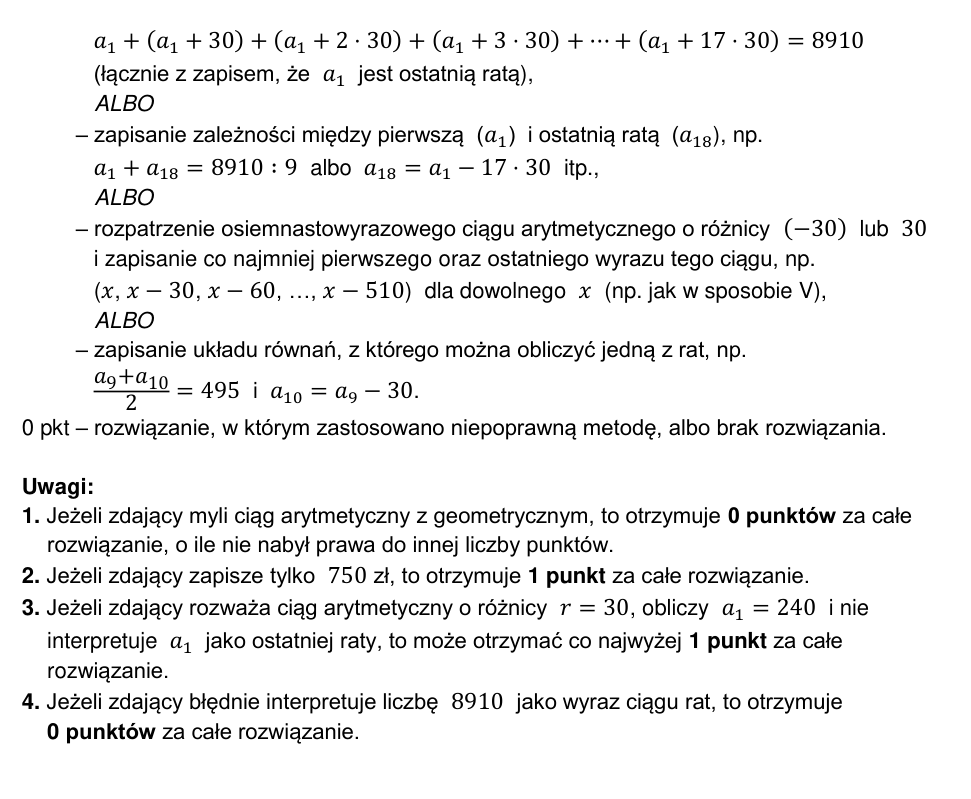 a₁ + (a₁ + 30) + (a₁ + 2 · 30) + (a₁ + 3 · 30) + ⋯ + (a₁ + 17 · 30) = 8910
(łącznie z zapisem, że a₁ jest ostatnią ratą),
ALBO
– zapisanie zależności między pierwszą (a₁) i ostatnią ratą (a₁₈), np.
a₁ + a₁₈ = 8910 : 9 albo a₁₈ = a₁ − 17 · 30 itp.,
ALBO
– rozpatrzenie osiemnastowyrazowego ciągu arytmetycznego o różnicy (−30) lub 30
i zapisanie co najmniej pierwszego oraz ostatniego wyrazu tego ciągu, np.
(x, x − 30, x − 60, …, x − 510) dla dowolnego x (np. jak w sposobie V),
ALBO
– zapisanie układu równań, z którego można obliczyć jedną z rat, np.
(a₉+a₁₀)/2 = 495 i a₁₀ = a₉ − 30.
0 pkt – rozwiązanie, w którym zastosowano niepoprawną metodę, albo brak rozwiązania.
Uwagi:
1. Jeżeli zdający myli ciąg arytmetyczny z geometrycznym, to otrzymuje 0 punktów za całe
rozwiązanie, o ile nie nabył prawa do innej liczby punktów.
2. Jeżeli zdający zapisze tylko 750 zł, to otrzymuje 1 punkt za całe rozwiązanie.
3. Jeżeli zdający rozważa ciąg arytmetyczny o różnicy r = 30, obliczy a₁ = 240 i nie
interpretuje a₁ jako ostatniej raty, to może otrzymać co najwyżej 1 punkt za całe
rozwiązanie.
4. Jeżeli zdający błędnie interpretuje liczbę 8910 jako wyraz ciągu rat, to otrzymuje
0 punktów za całe rozwiązanie.